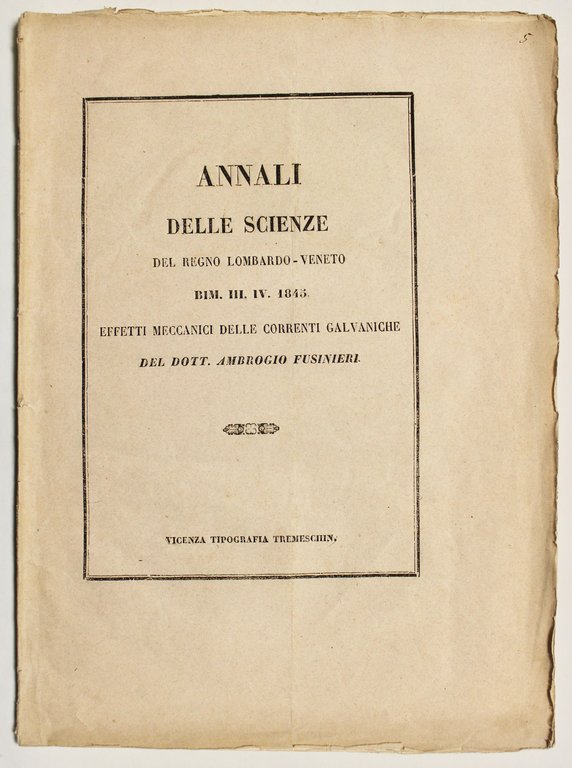 5
ANNALI
DELLE SCIENZE
DEL REGNO LOMBARDO-VENETO
BIM. III. IV. 1845.
EFFETTI MECCANICI DELLE CORRENTI GALVANICHE
DEL DOTT. AMBROGIO FUSINIERI.
VICENZA TIPOGRAFIA TREMESCHIN.